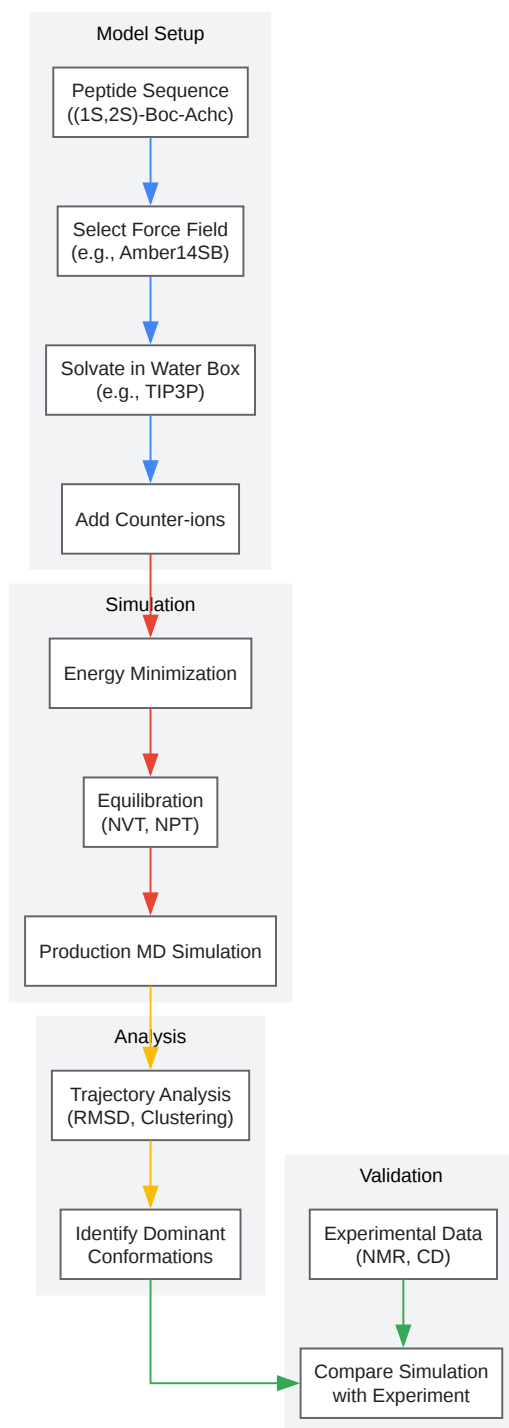 Model Setup
Peptide Sequence
((1S,2S)-Boc-Achc)
Select Force Field
(e.g., Amber14SB)
Solvate in Water Box
(e.g., TIP3P)
Add Counter-ions
Simulation
Energy Minimization
Equilibration
(NVT, NPT)
Production MD Simulation
Analysis
Trajectory Analysis
(RMSD, Clustering)
Identify Dominant
Conformations
Validation
Experimental Data
(NMR, CD)
Compare Simulation
with Experiment